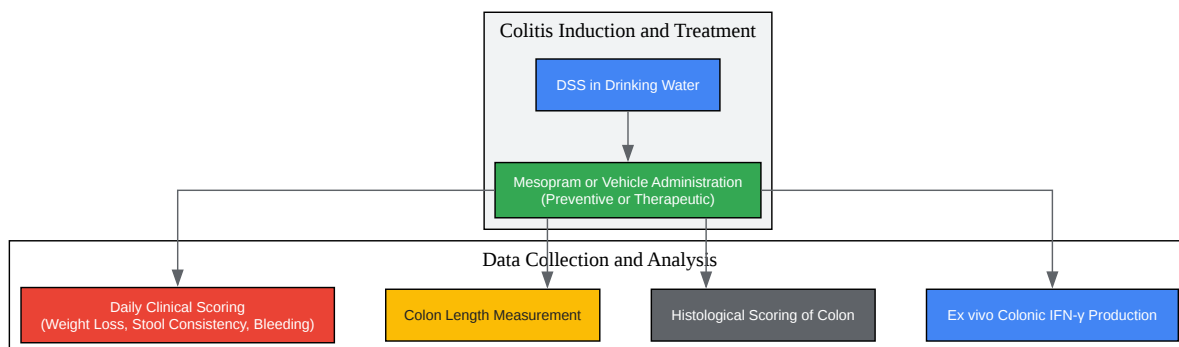 Colitis Induction and Treatment
DSS in Drinking Water
Mesopram or Vehicle Administration
(Preventive or Therapeutic)
Data Collection and Analysis
Daily Clinical Scoring
(Weight Loss, Stool Consistency, Bleeding)
Colon Length Measurement
Histological Scoring of Colon
Ex vivo Colonic IFN-γ Production